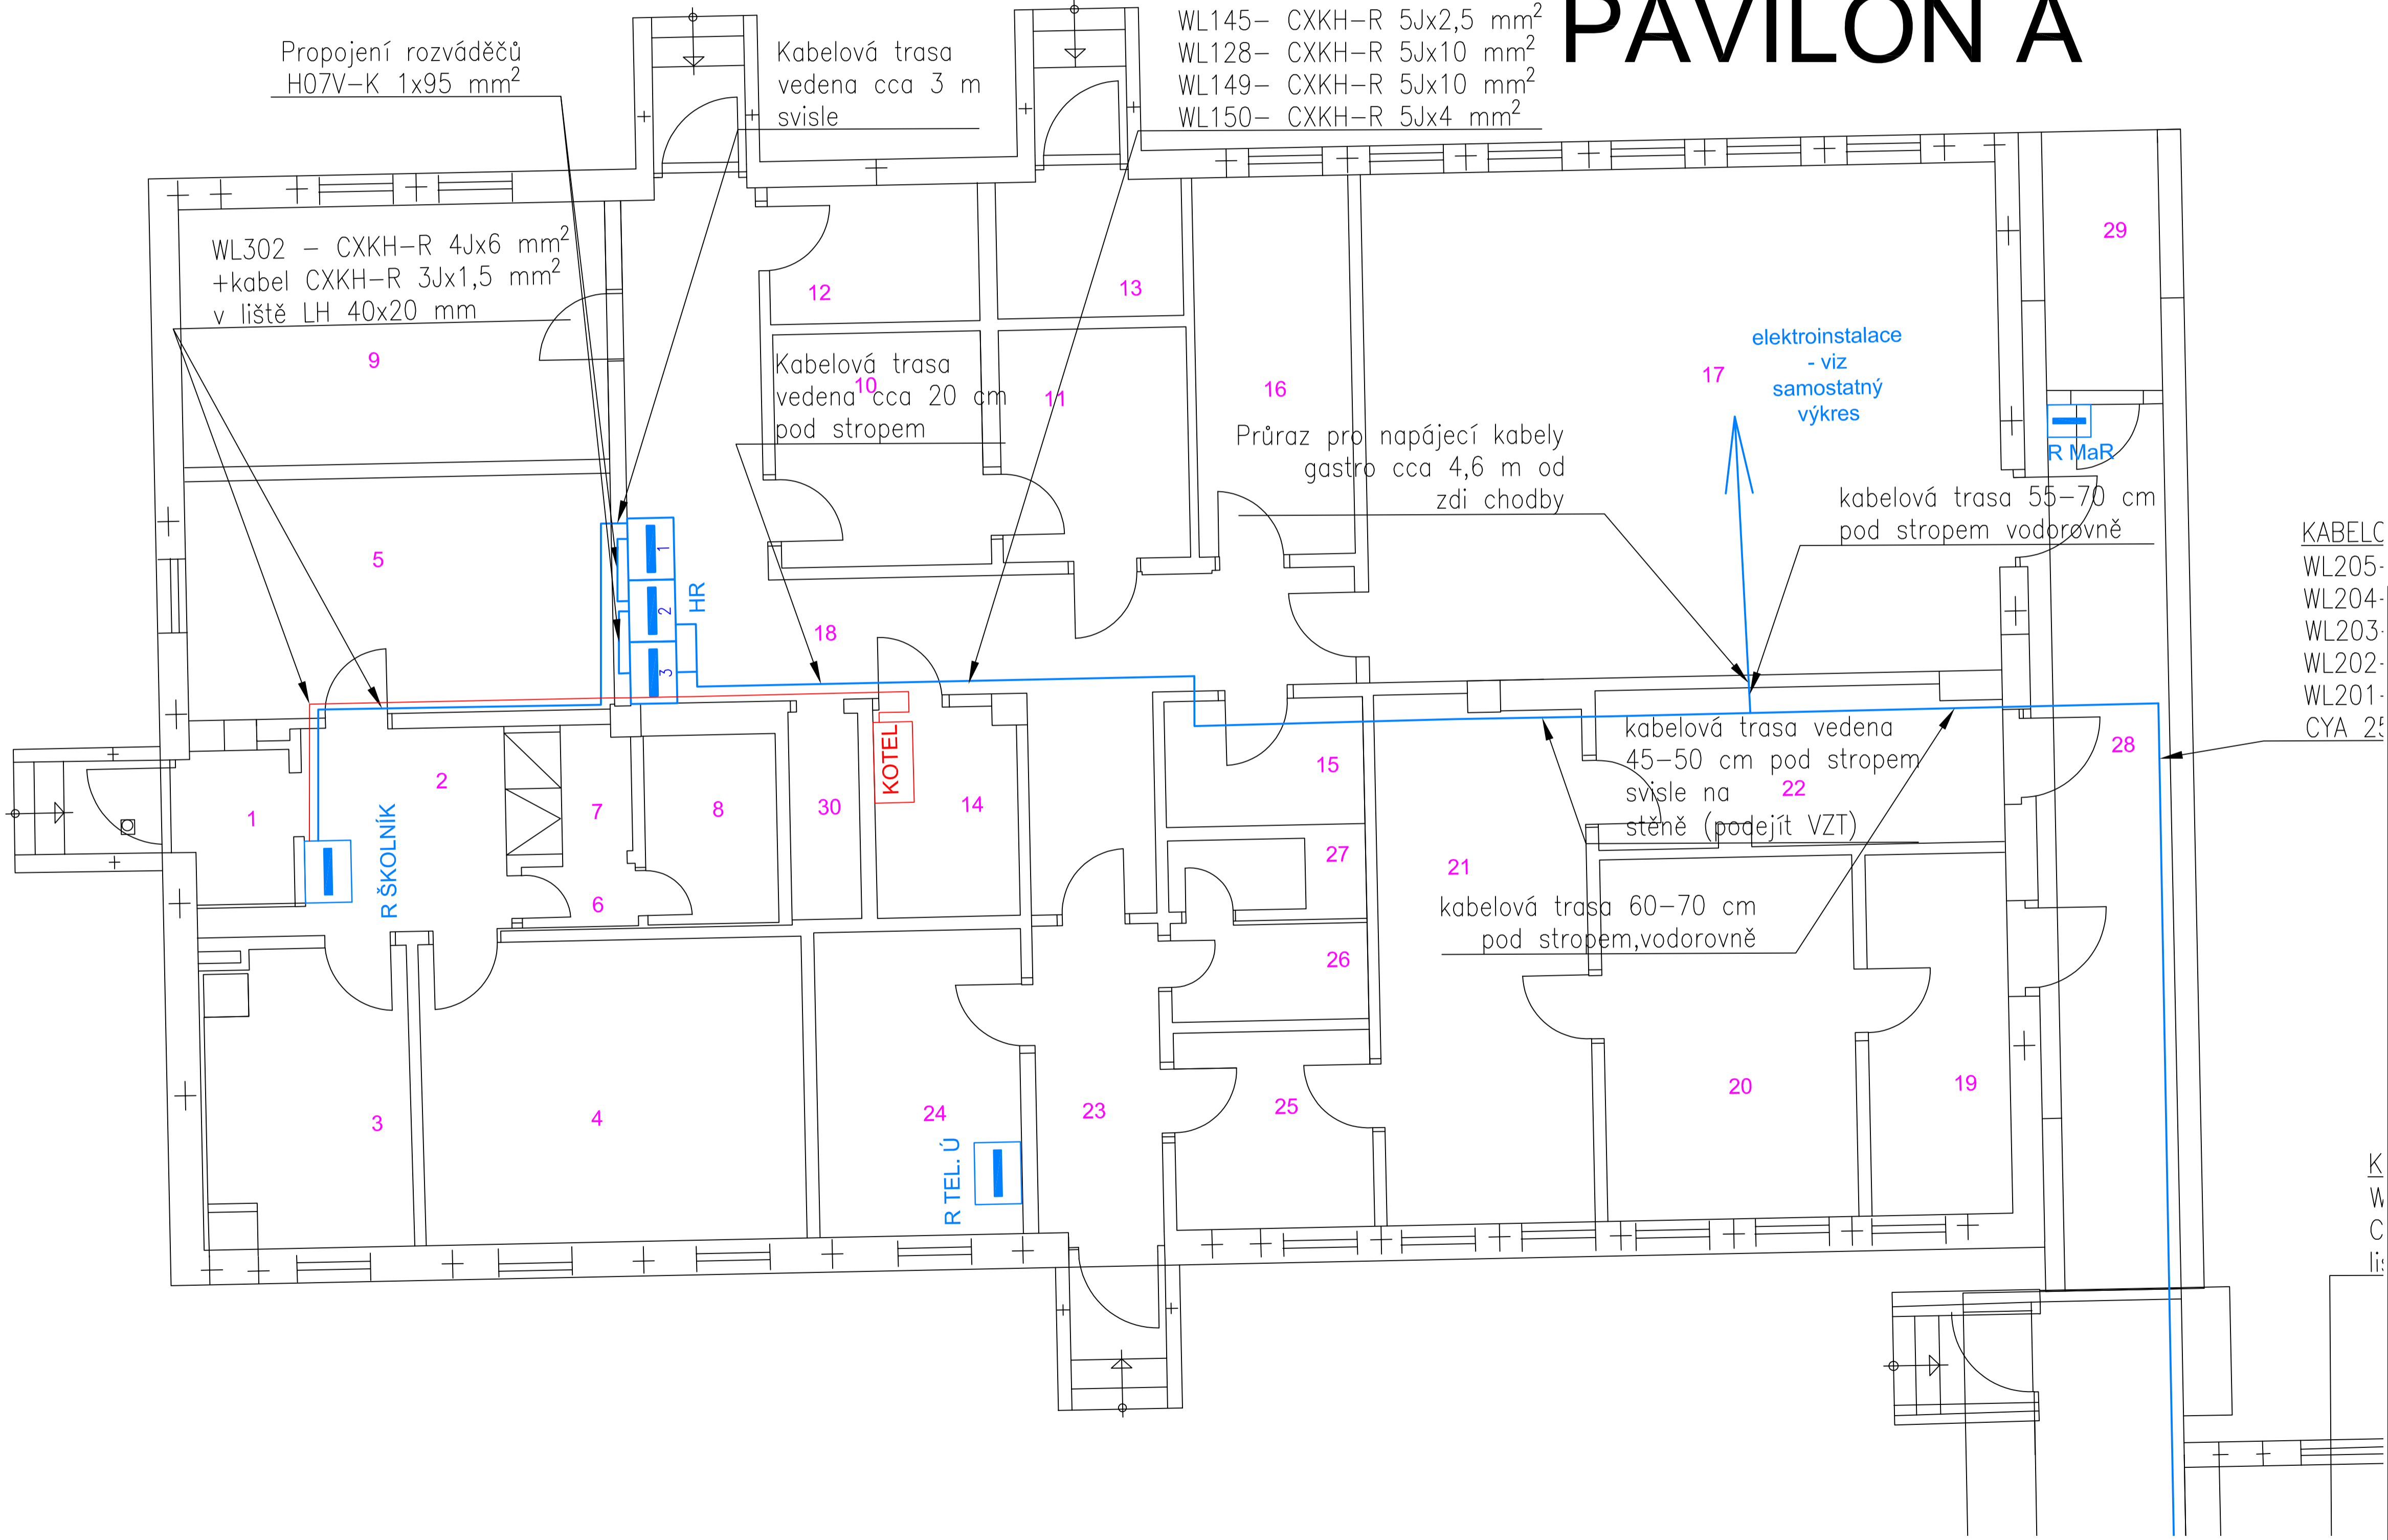 PAVILON A
Propojení rozváděčů
H07V-K 1x95 mm²
Kabelová trasa
vedena cca 3 m
svisle
WL145- CXKH-R 5Jx2,5 mm²
WL128- CXKH-R 5Jx10 mm²
WL149- CXKH-R 5Jx10 mm²
WL150- CXKH-R 5Jx4 mm²
WL302 - CXKH-R 4Jx6 mm²
+kabel CXKH-R 3Jx1,5 mm²
v liště LH 40x20 mm
9
12
13
29
Kabelová trasa
vedena cca 20 cm
pod stropem
10
11
16
17
elektroinstalace
- viz
samostatný
výkres
R MaR
Průraz pro napájecí kabely
gastro cca 4,6 m od
zdi chodby
kabelová trasa 55-70 cm
pod stropem vodorovně
5
1
2
3
HR
18
WL205-
WL204-
WL203-
WL202-
WL201-
CYA
kabelová trasa vedena
45-50 cm pod stropem
svisle na
stěně (podejít VZT)
28
22
1
2
7
8
30
KOTEL
14
15
27
21
R ŠKOLNÍK
6
26
kabelová trasa 60-70 cm
pod stropem,vodorovně
3
4
24
23
25
20
19
R TEL. Ú